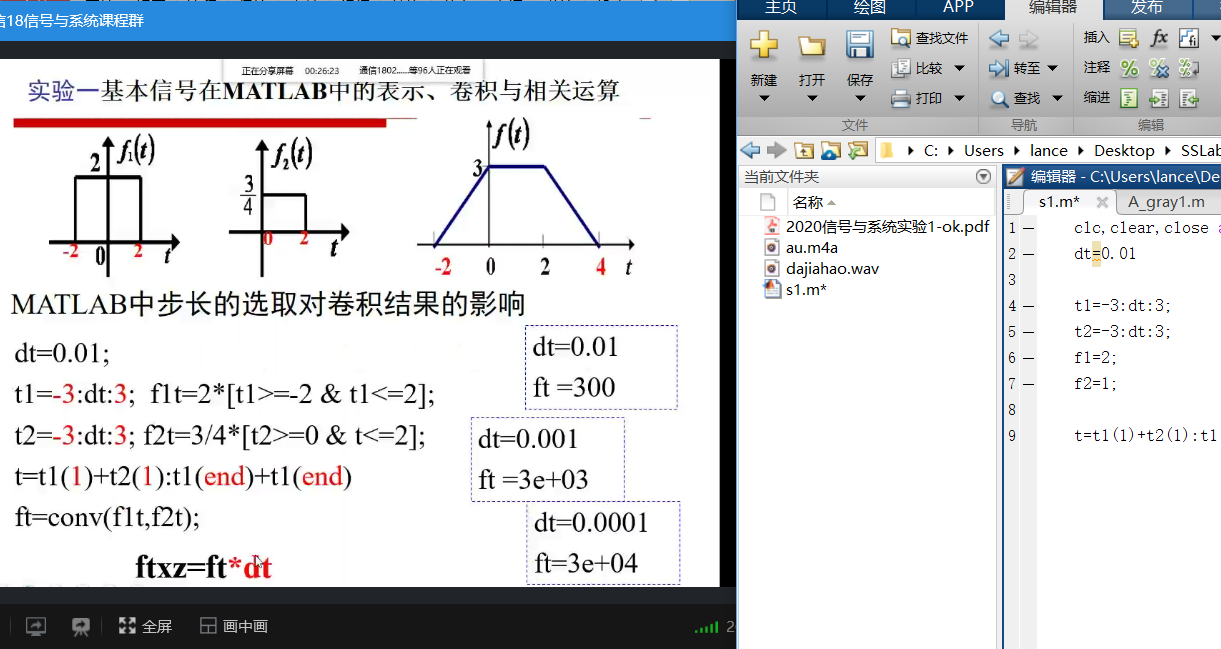 信18信号与系统课程群
正在分享屏幕 00:26:23 通信1802......等96人正在观看
实验一基本信号在MATLAB中的表示、卷积与相关运算
2 f₁(t)
-2 0 2 t
f₂(t)
3
4
0 2 t
f(t)
3
-2 0 2 4 t
MATLAB中步长的选取对卷积结果的影响
dt=0.01;
t1=-3:dt:3; f1t=2*[t1>=-2 & t1<=2];
t2=-3:dt:3; f2t=3/4*[t2>=0 & t<=2];
t=t1(1)+t2(1):t1(end)+t1(end)
ft=conv(f1t,f2t);
ftxz=ft*dt
dt=0.01
ft =300
dt=0.001
ft =3e+03
dt=0.0001
ft=3e+04
全屏 画中画
2
主页 绘图 APP 编辑器 发布
新建 打开 保存
查找文件
比较
打印
文件
转至
查找
导航
插入 fx
注释
缩进
编辑
C: Users lance Desktop SSLab
当前文件夹
名称
2020信号与系统实验1-ok.pdf
au.m4a
dajiahao.wav
s1.m*
编辑器 - C:\Users\lance\De
s1.m* A_gray1.m
1 — clc,clear,close a
2 — dt=0.01
3
4 — t1=-3:dt:3;
5 — t2=-3:dt:3;
6 — f1=2;
7 — f2=1;
8
9 t=t1(1)+t2(1):t1